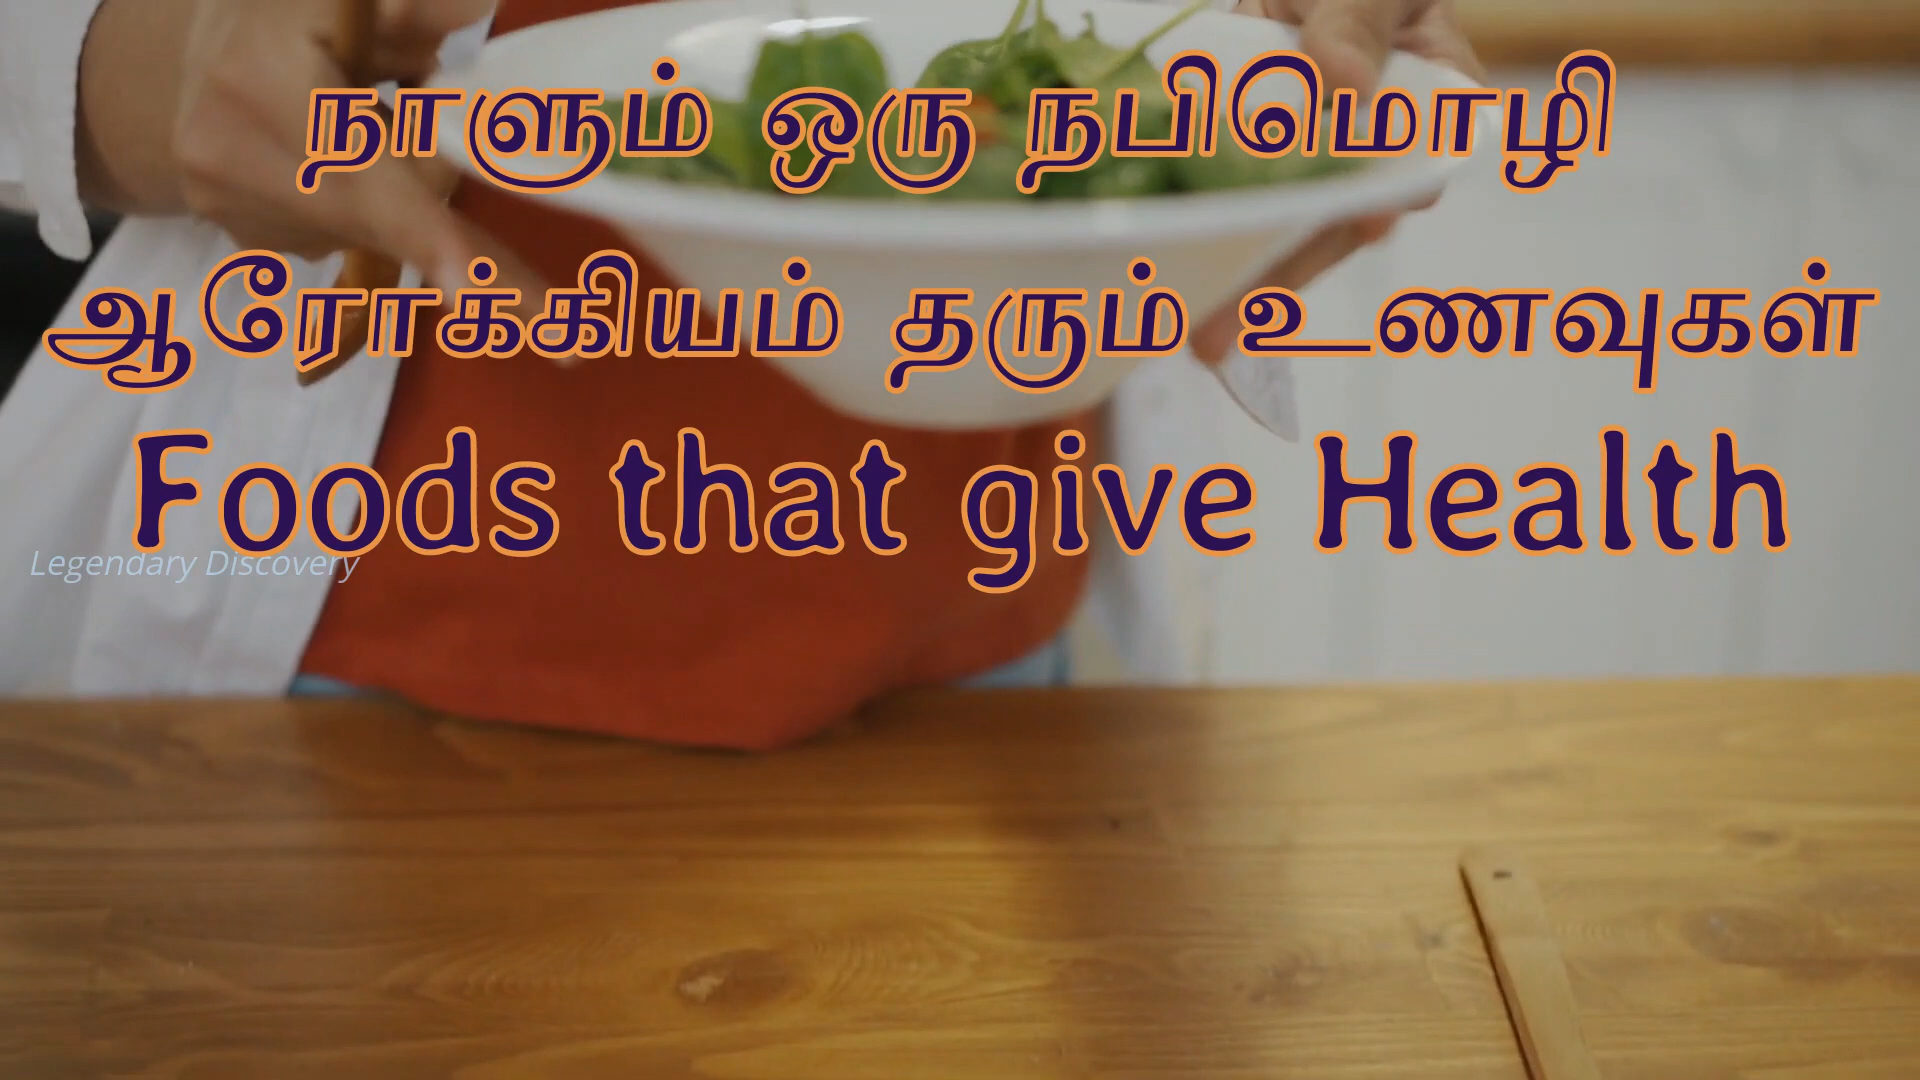 நாளும் ஒரு நபிமொழி
ஆரோக்கியம் தரும் உணவுகள்
Foods that give Health
Legendary Discovery